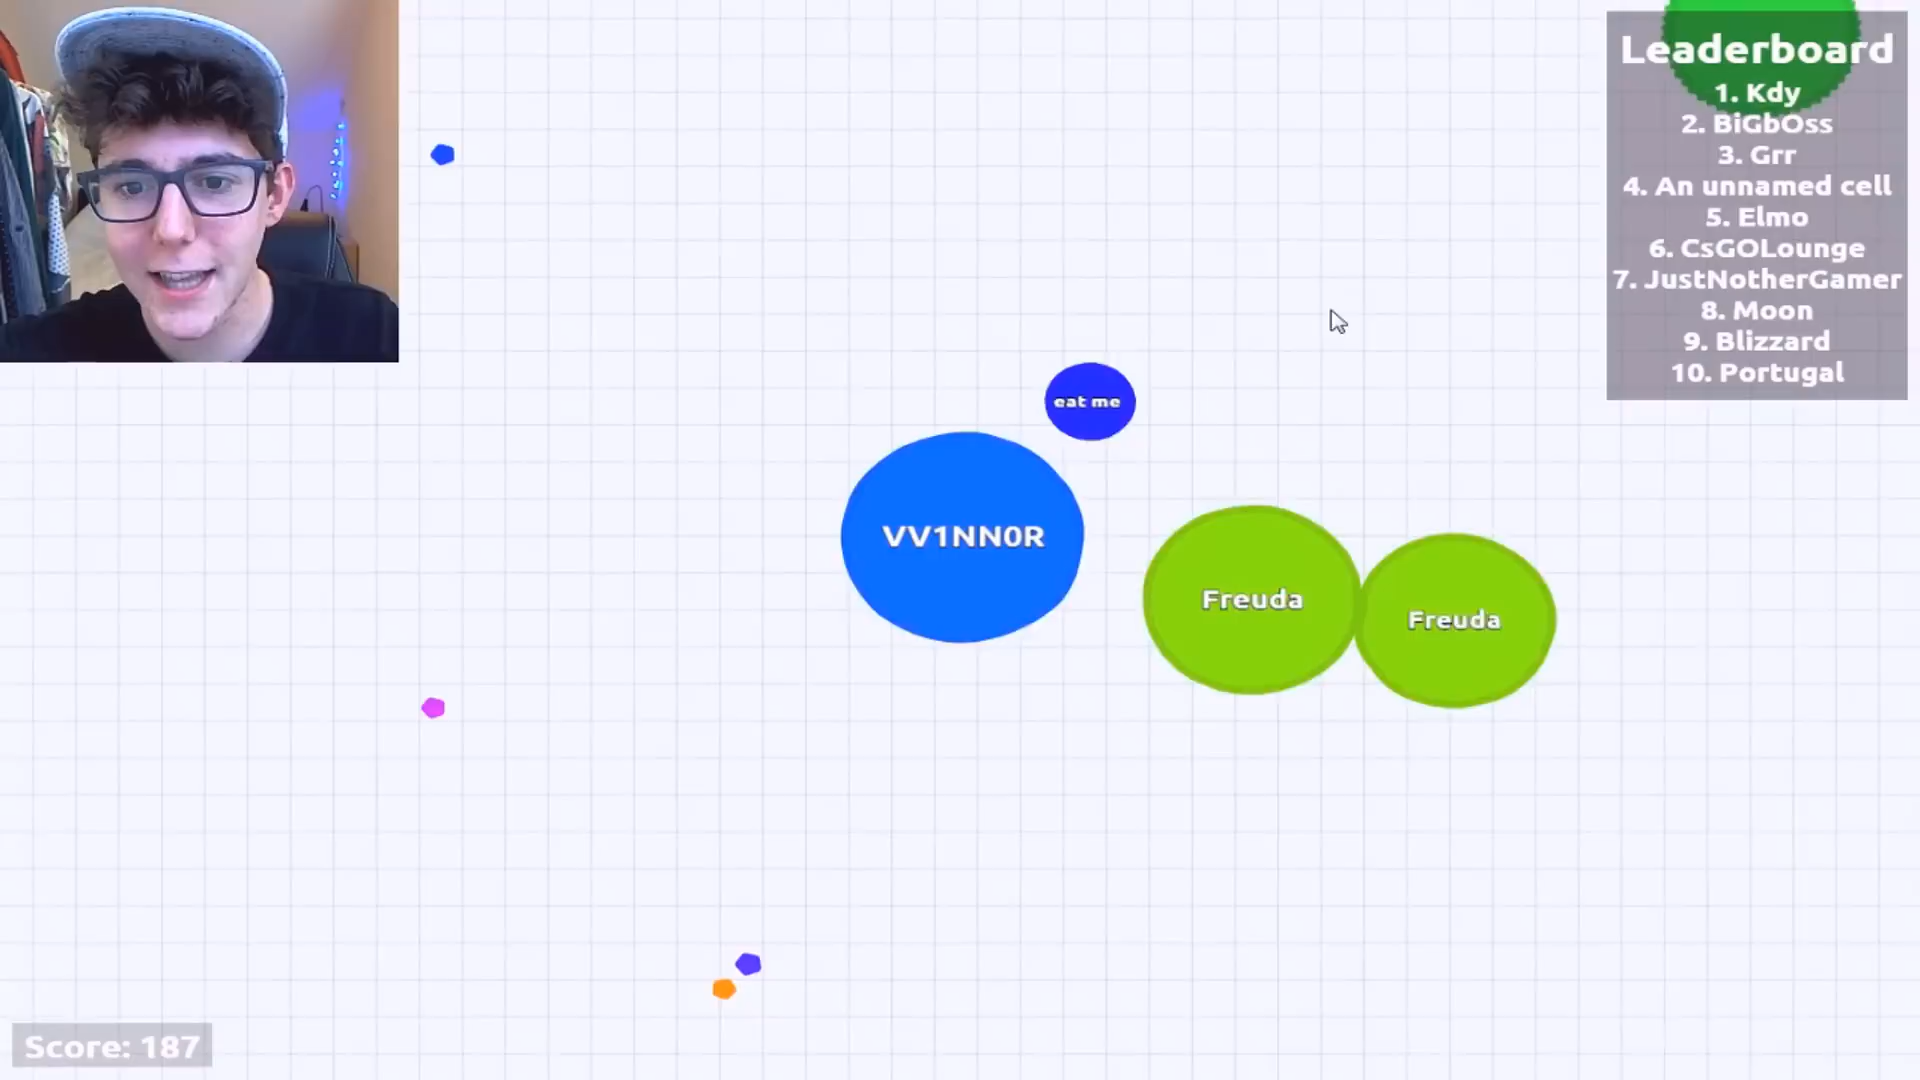 Leaderboard
1. Kdy
2. BiGbOss
3. Grr
4. An unnamed cell
5. Elmo
6. CsGOLounge
7. JustNotherGamer
8. Moon
9. Blizzard
10. Portugal
eat me
VV1NN0R
Freuda
Freuda
Score: 187